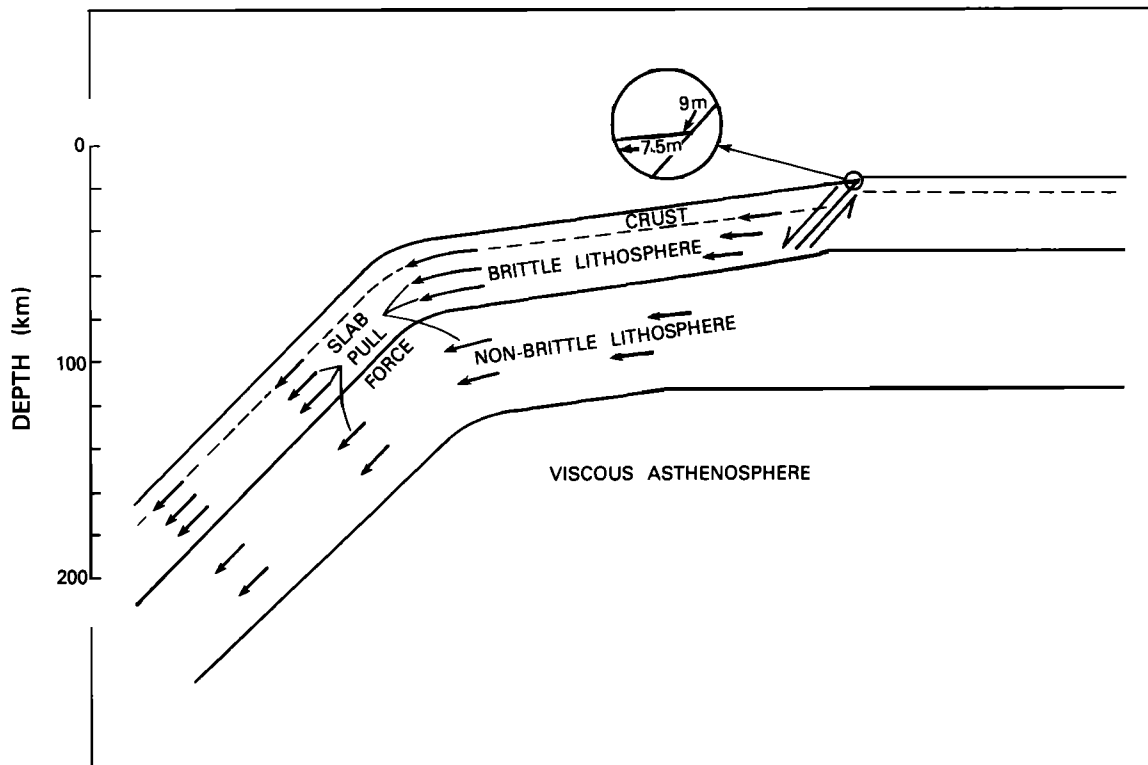 9m
7.5m
0
CRUST
BRITTLE LITHOSPHERE
SLAB
PULL
FORCE
NON-BRITTLE LITHOSPHERE
100
DEPTH (km)
VISCOUS ASTHENOSPHERE
200